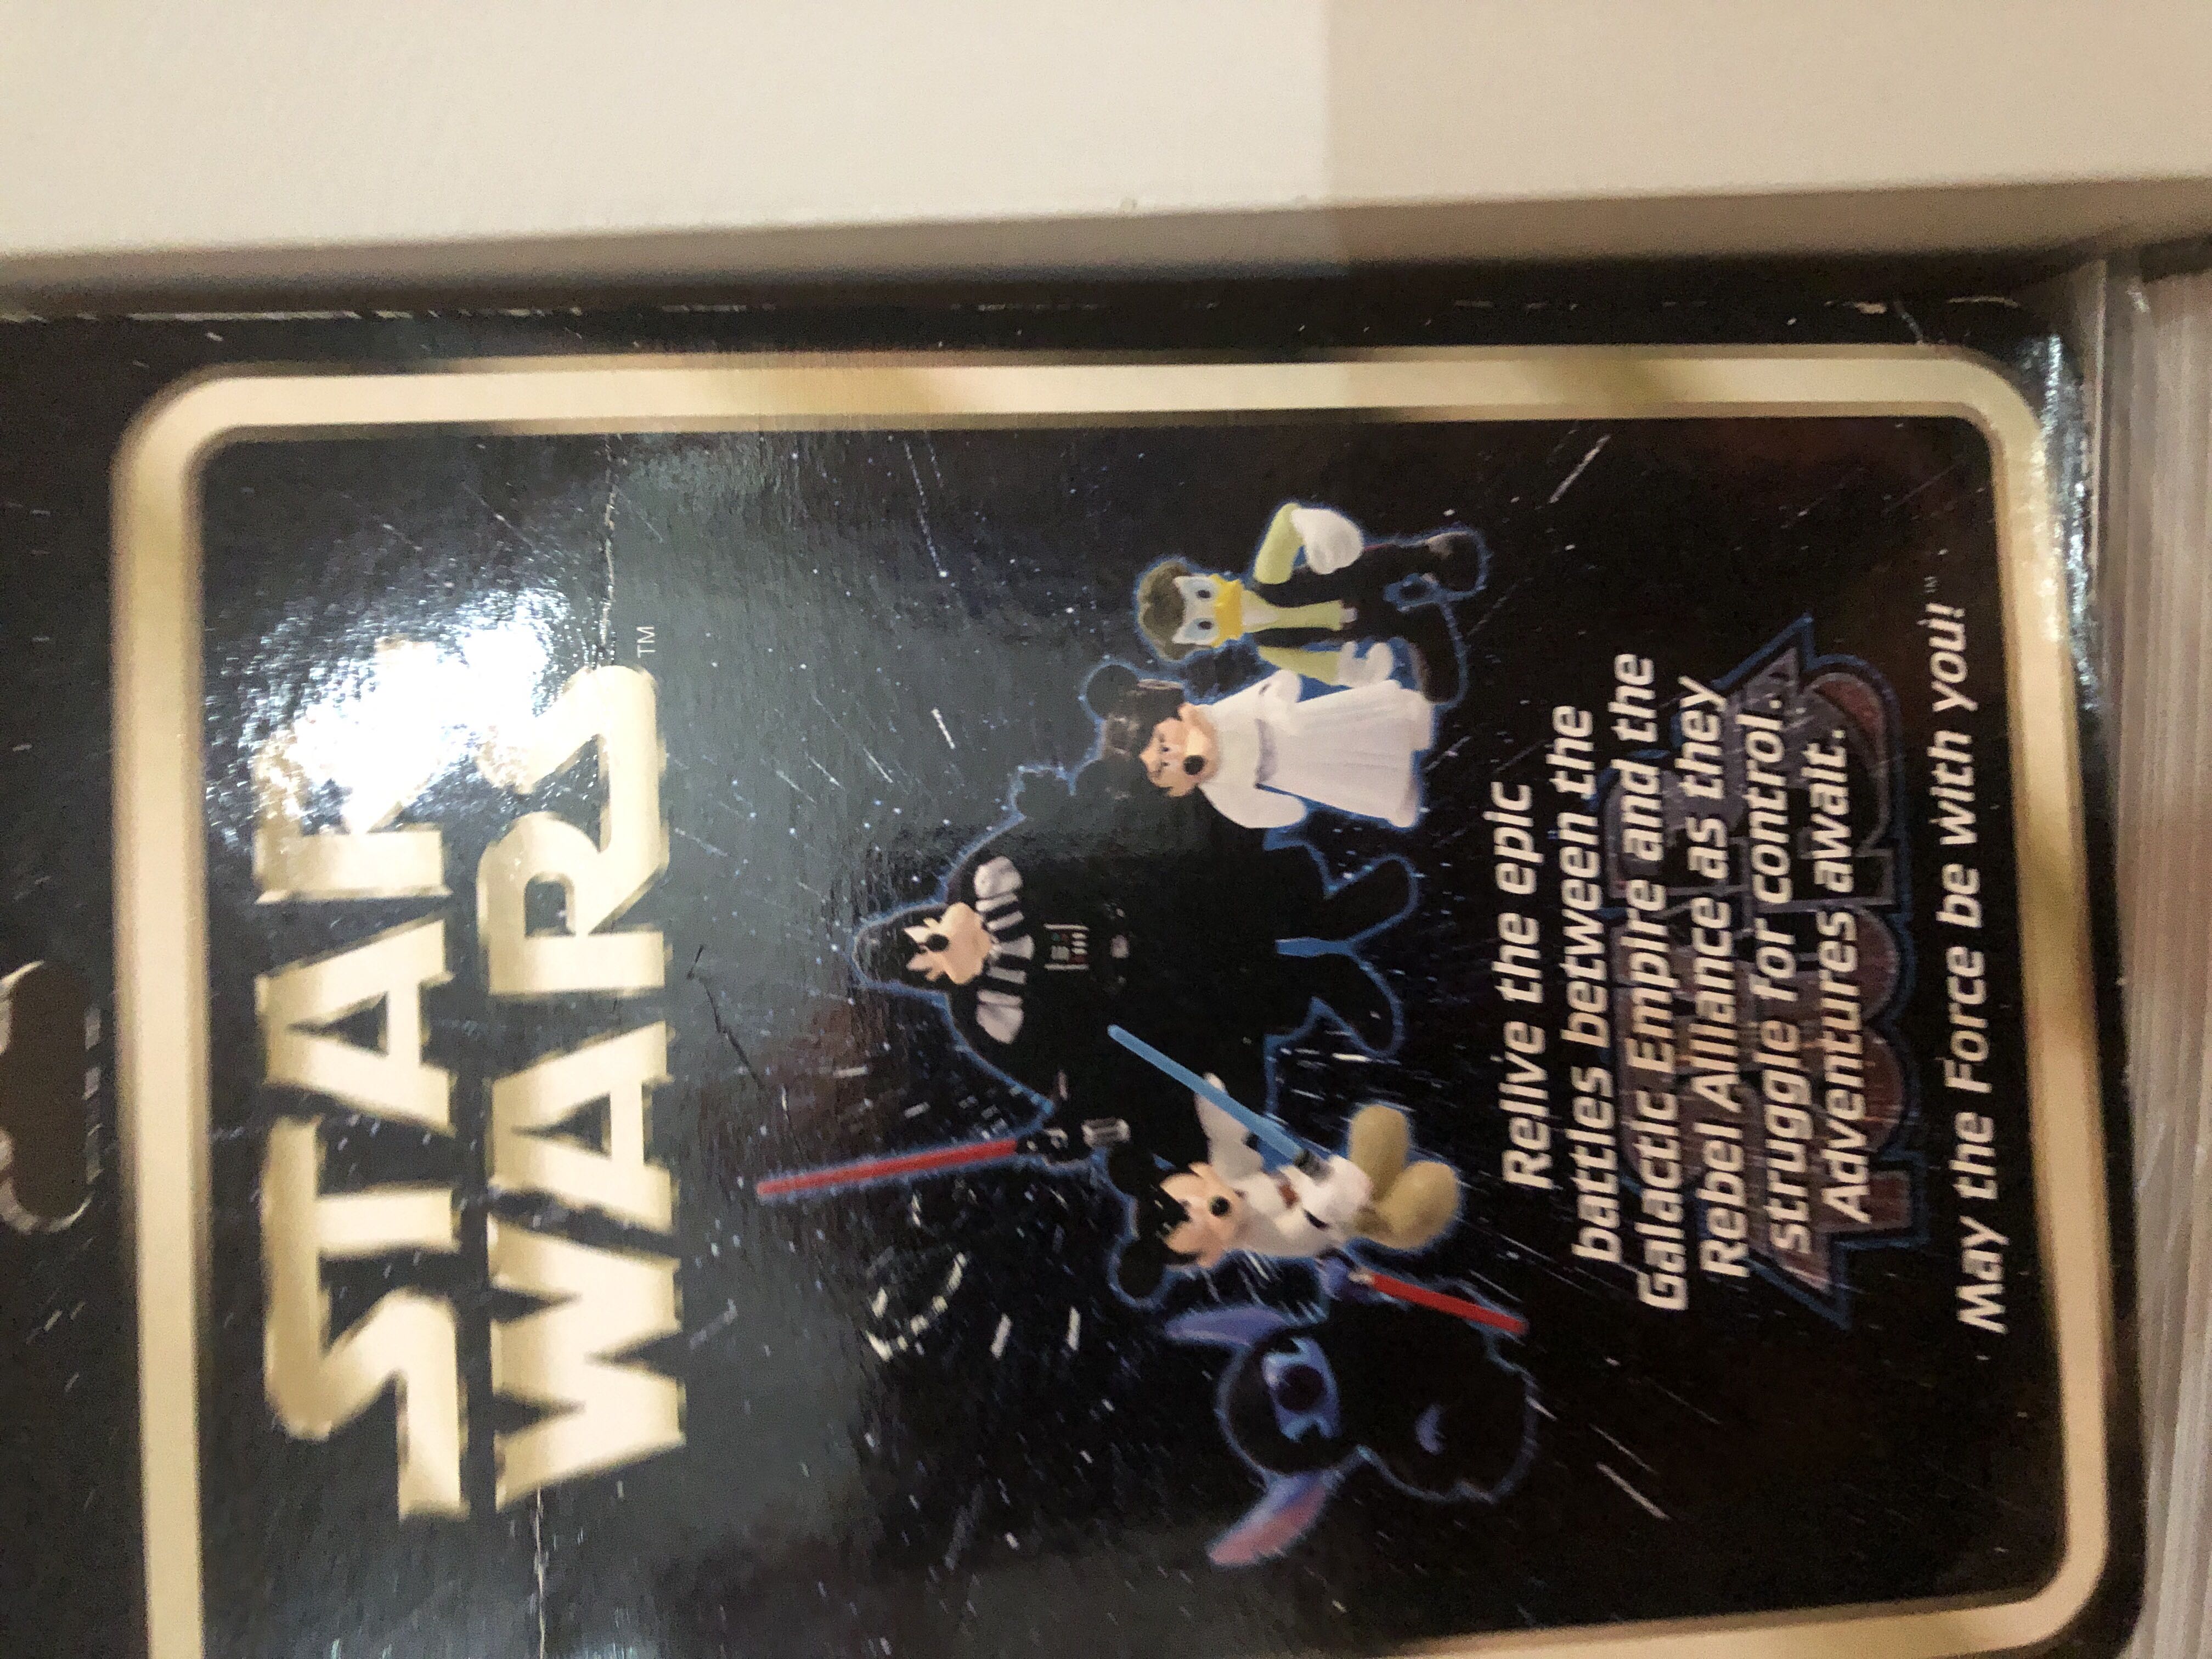 STAR
WARS
TM
Relive the epic
battles between the
Galactic Empire and the
Rebel Alliance as they
struggle for control.
Adventures await.
May the Force be with you!™